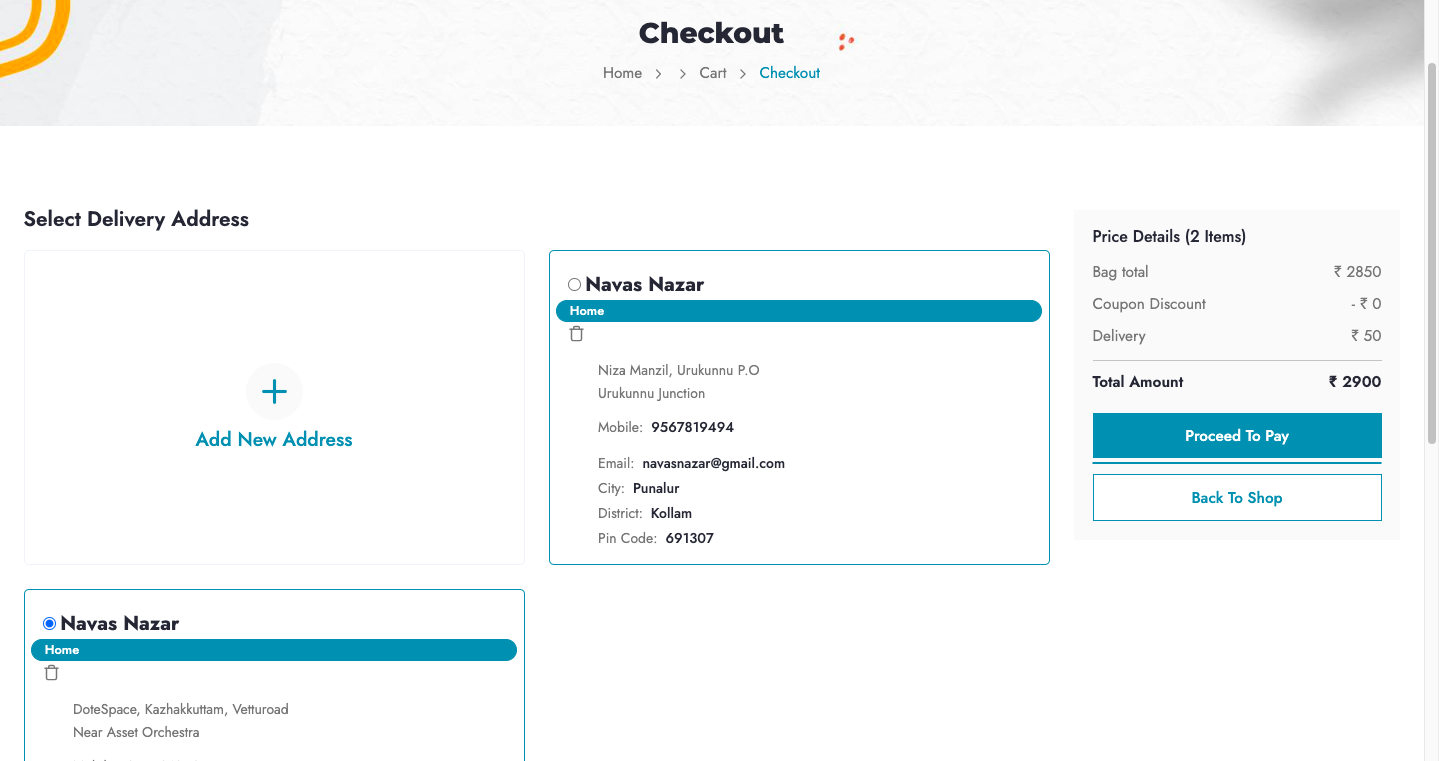 Checkout
Home > > Cart > Checkout
Select Delivery Address
Add New Address
Navas Nazar
Home
Niza Manzil, Urukunnu P.O
Urukunnu Junction
Mobile: 9567819494
Email: navasnazar@gmail.com
City: Punalur
District: Kollam
Pin Code: 691307
Price Details (2 Items)
Bag total ₹ 2850
Coupon Discount - ₹ 0
Delivery ₹ 50
Total Amount ₹ 2900
Proceed To Pay
Back To Shop
Navas Nazar
Home
DoteSpace, Kazhakkuttam, Vetturoad
Near Asset Orchestra